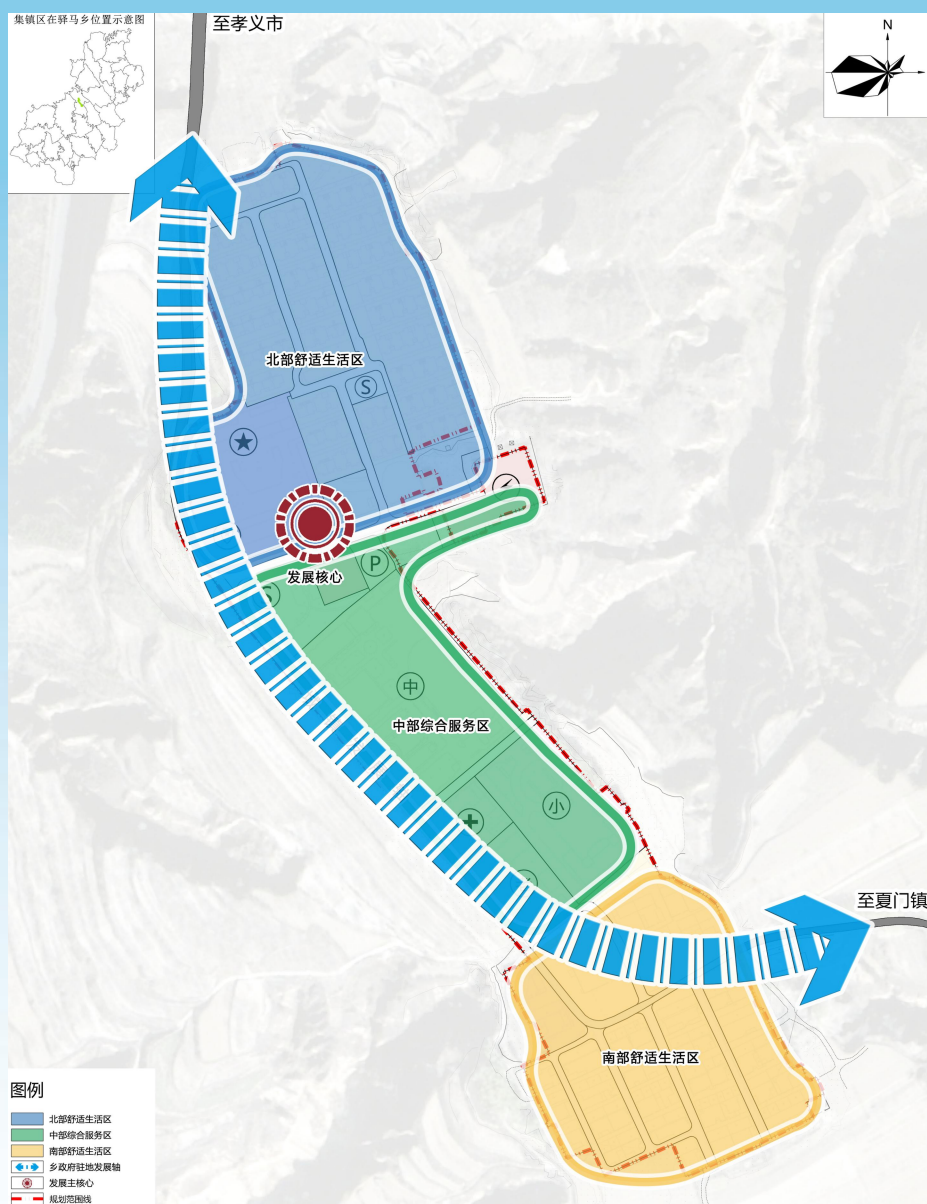 集镇区在驿马乡位置示意图
至孝义市
N
北部舒适生活区
S
P
发展核心
S
中
中部综合服务区
小
至夏门镇
南部舒适生活区
图例
北部舒适生活区
中部综合服务区
南部舒适生活区
乡政府驻地发展轴
发展主核心
规划范围线